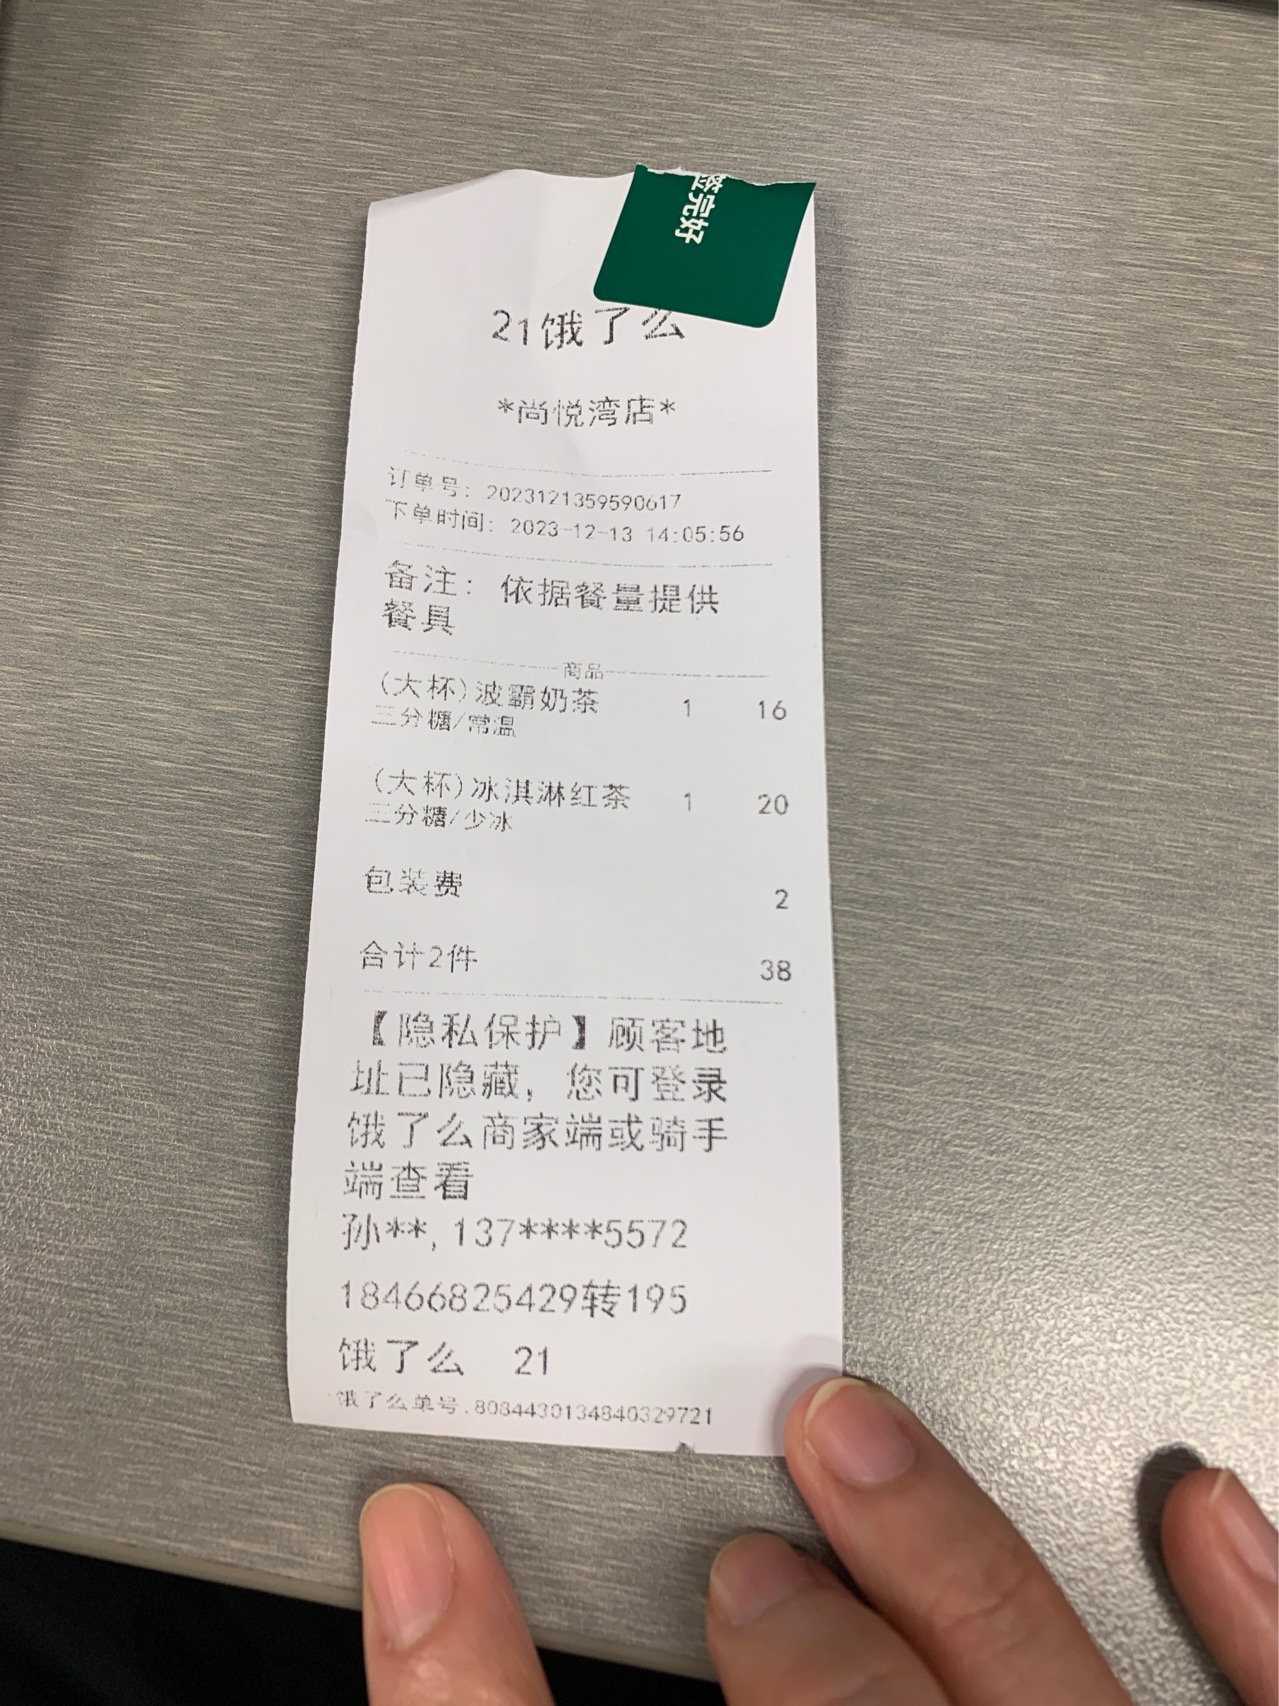 签完好
21饿了么
*尚悦湾店*
订单号: 2023121359590617
下单时间: 2023-12-13 14:05:56
备注: 依据餐量提供
餐具
商品
(大杯)波霸奶茶 1 16
三分糖/常温
(大杯)冰淇淋红茶 1 20
三分糖/少冰
包装费 2
合计2件 38
【隐私保护】顾客地
址已隐藏,您可登录
饿了么商家端或骑手
端查看
孙**,137****5572
18466825429转195
饿了么 21
饿了么单号.8084430134840329721